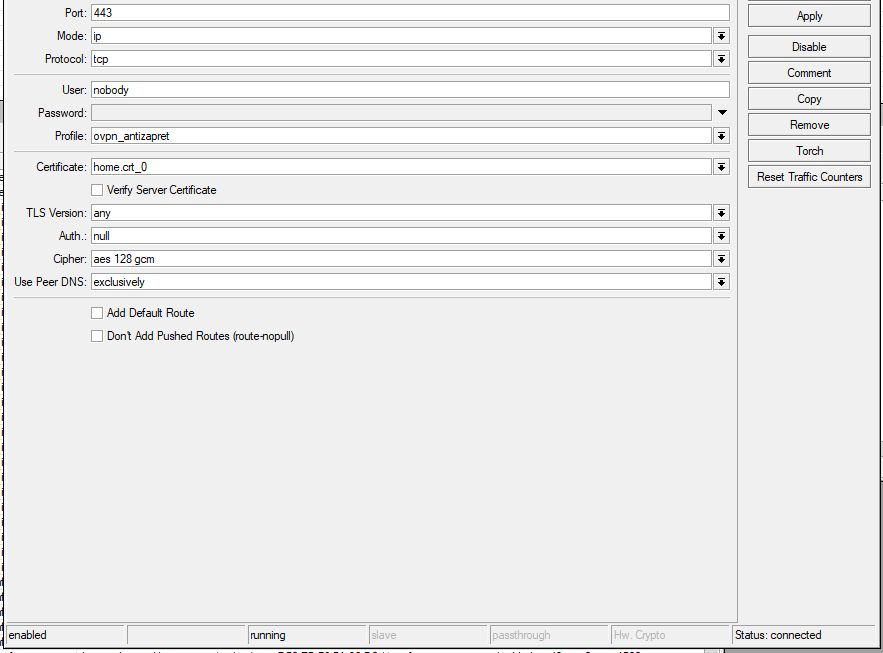 Port: 443
Apply
Mode: ip
Disable
Protocol: tcp
Comment
User: nobody
Copy
Password:
Remove
Profile: ovpn_antizapret
Torch
Certificate: home.crt_0
Reset Traffic Counters
Verify Server Certificate
TLS Version: any
Auth.: null
Cipher: aes 128 gcm
Use Peer DNS: exclusively
Add Default Route
Don't Add Pushed Routes (route-nopull)
enabled running slave passthrough Hw. Crypto Status: connected